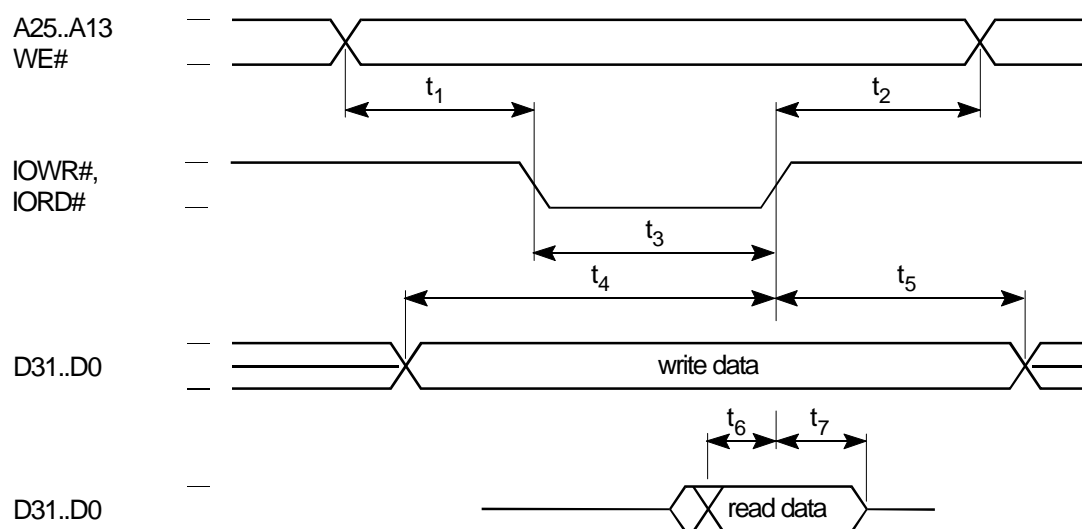 A25..A13
WE#
t1
t2
IOWR#,
IORD#
t3
t4
t5
D31..D0
write data
t6
t7
D31..D0
read data